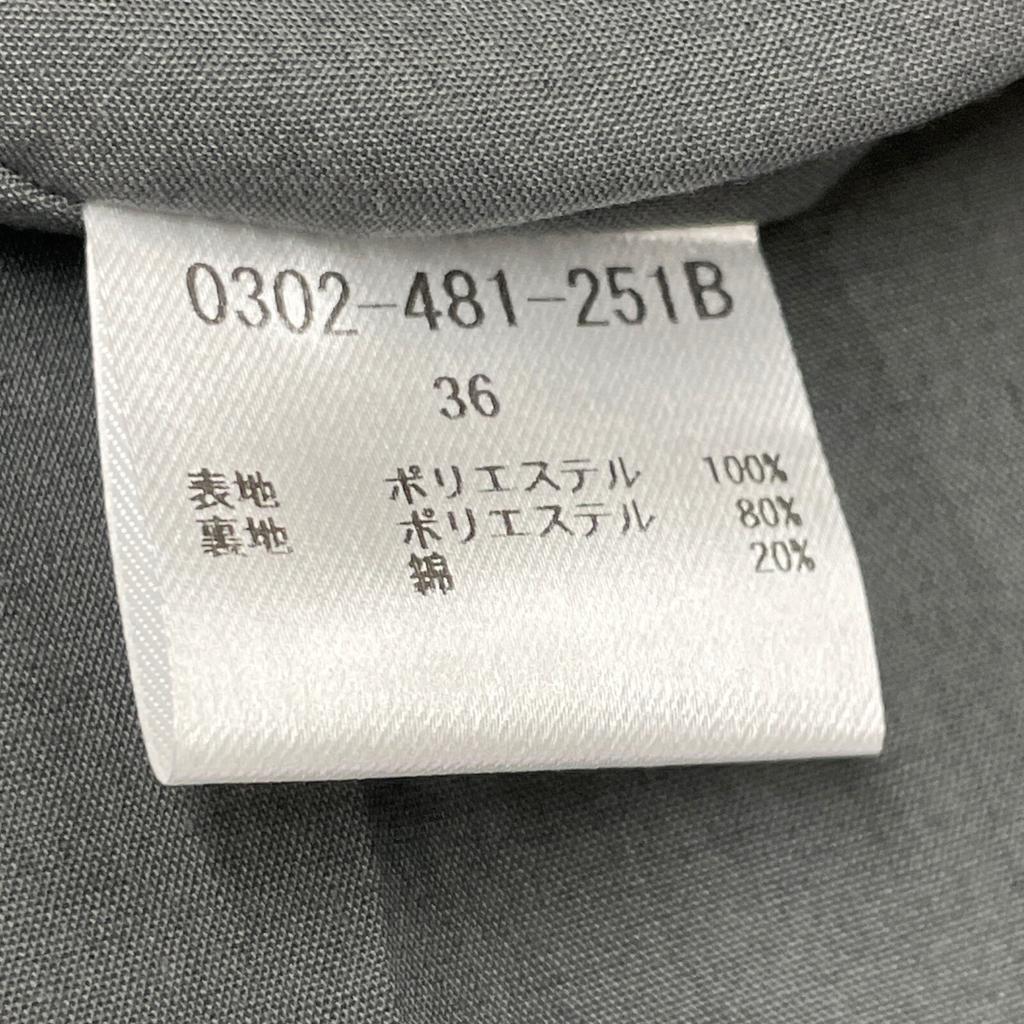 0302-481-251B
36
表地 ポリエステル 100%
裏地 ポリエステル 80%
綿 20%